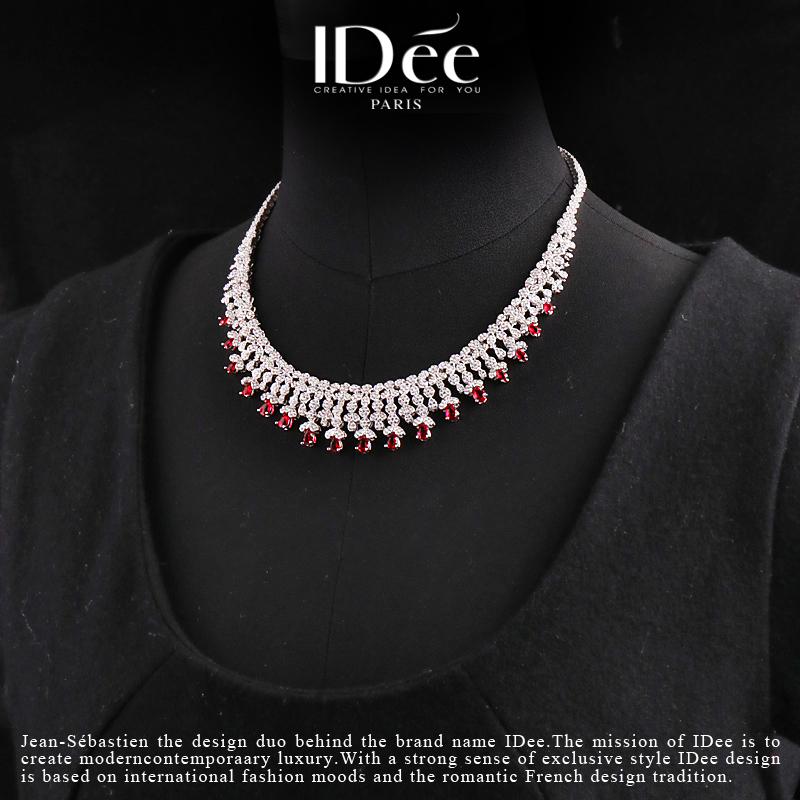 IDée
CREATIVE IDEA FOR YOU
PARIS
Jean-Sébastien the design duo behind the brand name IDee.The mission of IDee is to
create moderncontemporaary luxury.With a strong sense of exclusive style IDee design
is based on international fashion moods and the romantic French design tradition.